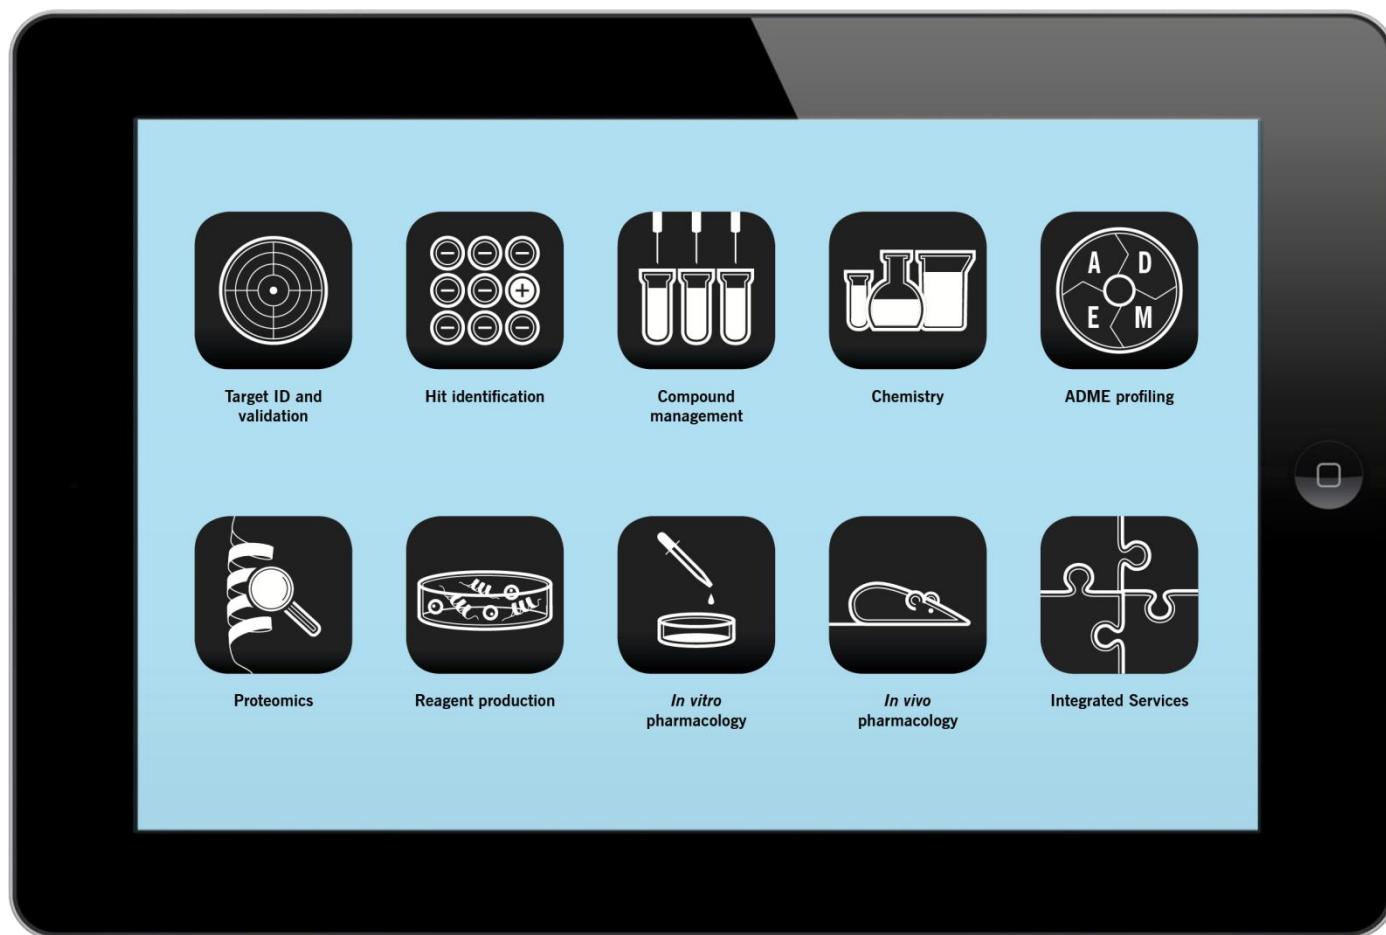 A D
E M
Target ID and
validation
Hit identification
Compound
management
Chemistry
ADME profiling
Proteomics
Reagent production
In vitro
pharmacology
In vivo
pharmacology
Integrated Services